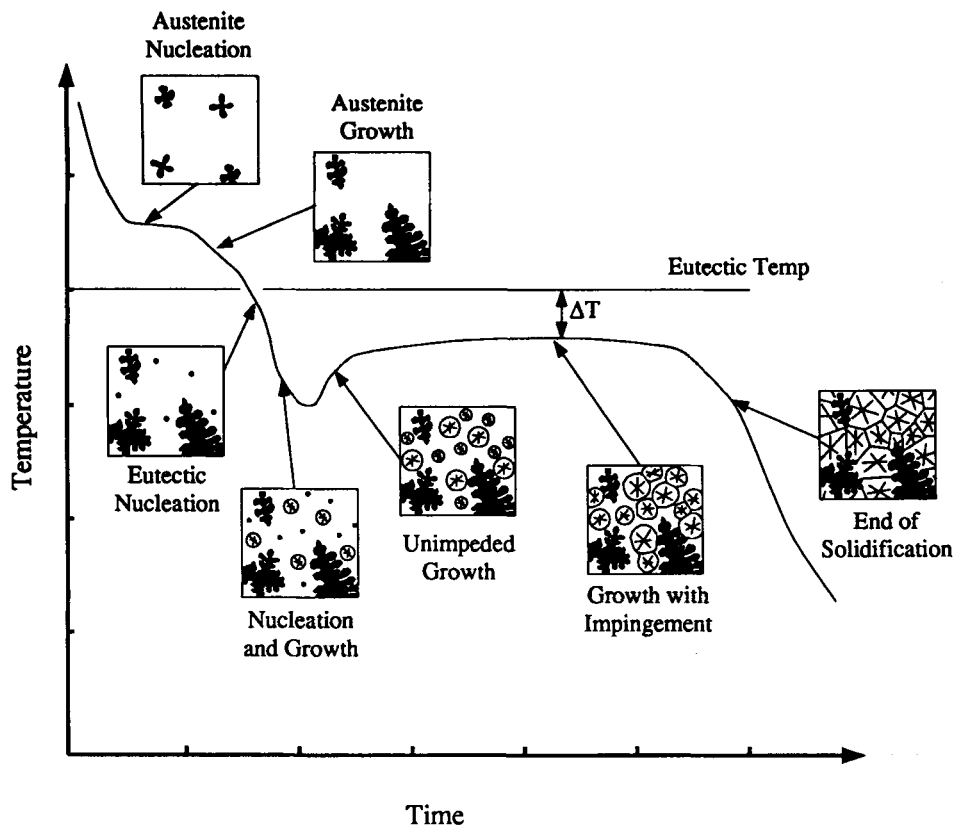 Austenite
Nucleation
Austenite
Growth
Eutectic Temp
ΔT
Temperature
Eutectic
Nucleation
Unimpeded
Growth
End of
Solidification
Nucleation
and Growth
Growth with
Impingement
Time